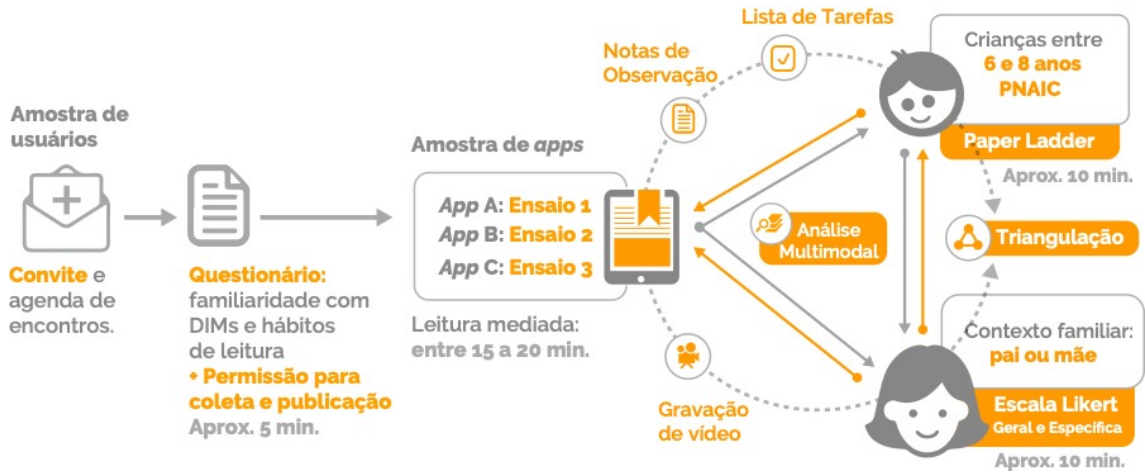 Amostra de
usuários
Convite e
agenda de
encontros.
Questionário:
familiaridade com
DIMs e hábitos
de leitura
+ Permissão para
coleta e publicação
Aprox. 5 min.
Amostra de apps
App A: Ensaio 1
App B: Ensaio 2
App C: Ensaio 3
Leitura mediada:
entre 15 a 20 min.
Notas de
Observação
Lista de Tarefas
Gravação
de vídeo
Análise
Multimodal
Crianças entre
6 e 8 anos
PNAIC
Paper Ladder
Aprox. 10 min.
Triangulação
Contexto familiar:
pai ou mãe
Escala Likert
Geral e Específica
Aprox. 10 min.